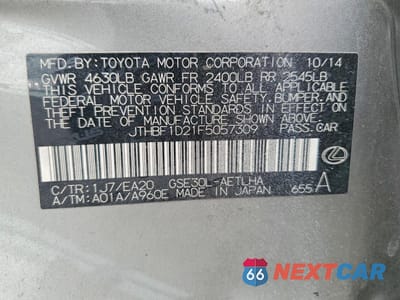 MFD. BY: TOYOTA MOTOR CORPORATION 10/14
GVWR 4630LB GAWR FR 2400LB RR 2545LB
THIS VEHICLE CONFORMS TO ALL APPLICABLE
FEDERAL MOTOR VEHICLE SAFETY, BUMPER, AND
THEFT PREVENTION STANDARDS IN EFFECT ON THE
DATE OF MANUFACTURE SHOWN ABOVE.
JTHBF1D21F5057309 PASS.CAR
C/TR:1J7/EA20 GSE30L-AETLHA
A/TM:A01A/A960E MADE IN JAPAN 655 A
66 NEXTCAR